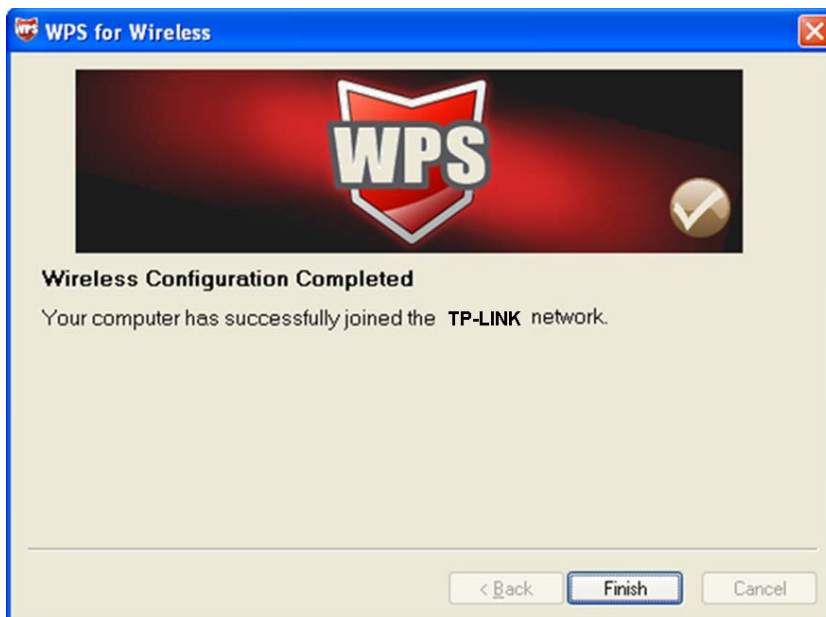 WPS for Wireless
WPS
Wireless Configuration Completed
Your computer has successfully joined the TP-LINK network.
< Back
Finish
Cancel